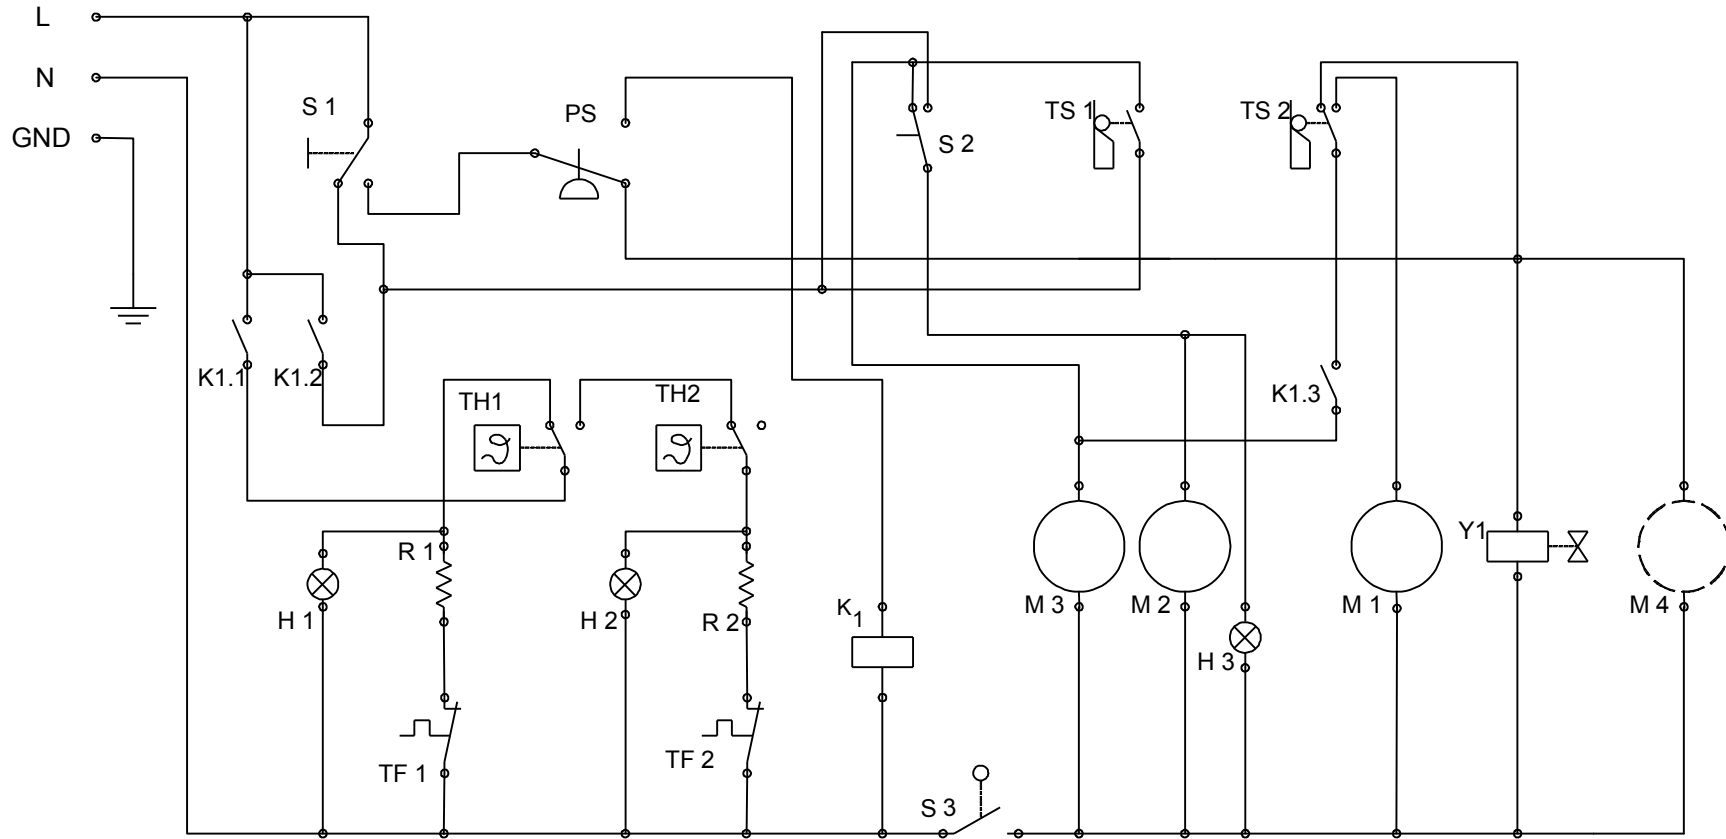 L
N
S 1
PS
TS 1
TS 2
GND
S 2
K1.1
K1.2
TH1
TH2
K1.3
R 1
Y1
H 1
H 2
R 2
K1
M 3
M 2
M 1
M 4
H 3
TF 1
TF 2
S 3